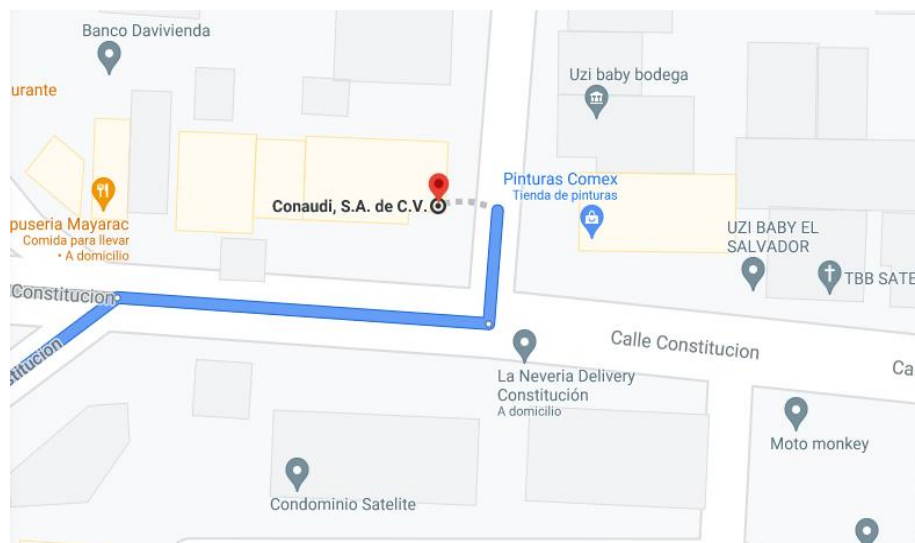 Banco Davivienda
urante
Uzi baby bodega
Pinturas Comex
Tienda de pinturas
Conaudi, S.A. de C.V.
puseria Mayarac
Comida para llevar
• A domicilio
UZI BABY EL
SALVADOR
TBB SATE
Constitucion
stitucion
Calle Constitucion
Ca
La Neveria Delivery
Constitución
A domicilio
Moto monkey
Condominio Satelite